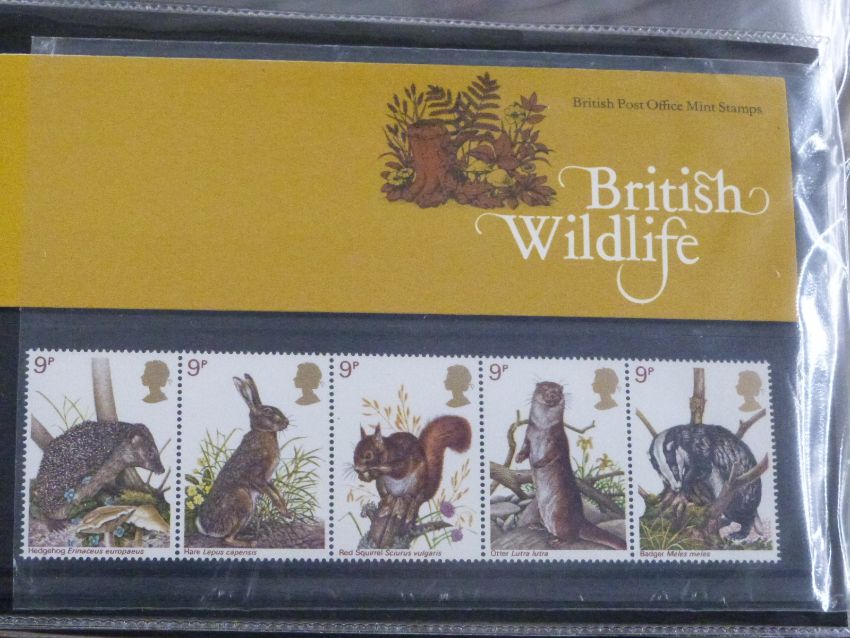 British Post Office Mint Stamps
British
Wildlife
9P
9P
9P
9P
9P
Hedgehog Erinaceus europaeus
Hare Lepus capensis
Red Squirrel Sciurus vulgaris
Otter Lutra lutra
Badger Meles meles